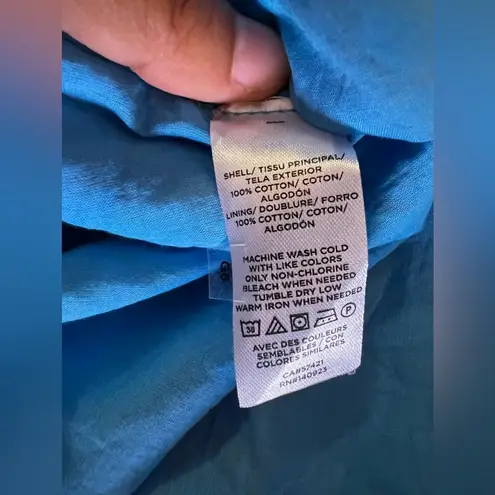 SHELL/ TISSU PRINCIPAL/
TELA EXTERIOR
100% COTTON/ COTON/
ALGODÓN
LINING/ DOUBLURE/ FORRO
100% COTTON/ COTON/
ALGODÓN
MACHINE WASH COLD
WITH LIKE COLORS
ONLY NON-CHLORINE
BLEACH WHEN NEEDED
TUMBLE DRY LOW
WARM IRON WHEN NEEDED
30
P
AVEC DES COULEURS
SEMBLABLES / CON
COLORES SIMILARES
CA#57421
RN#140923